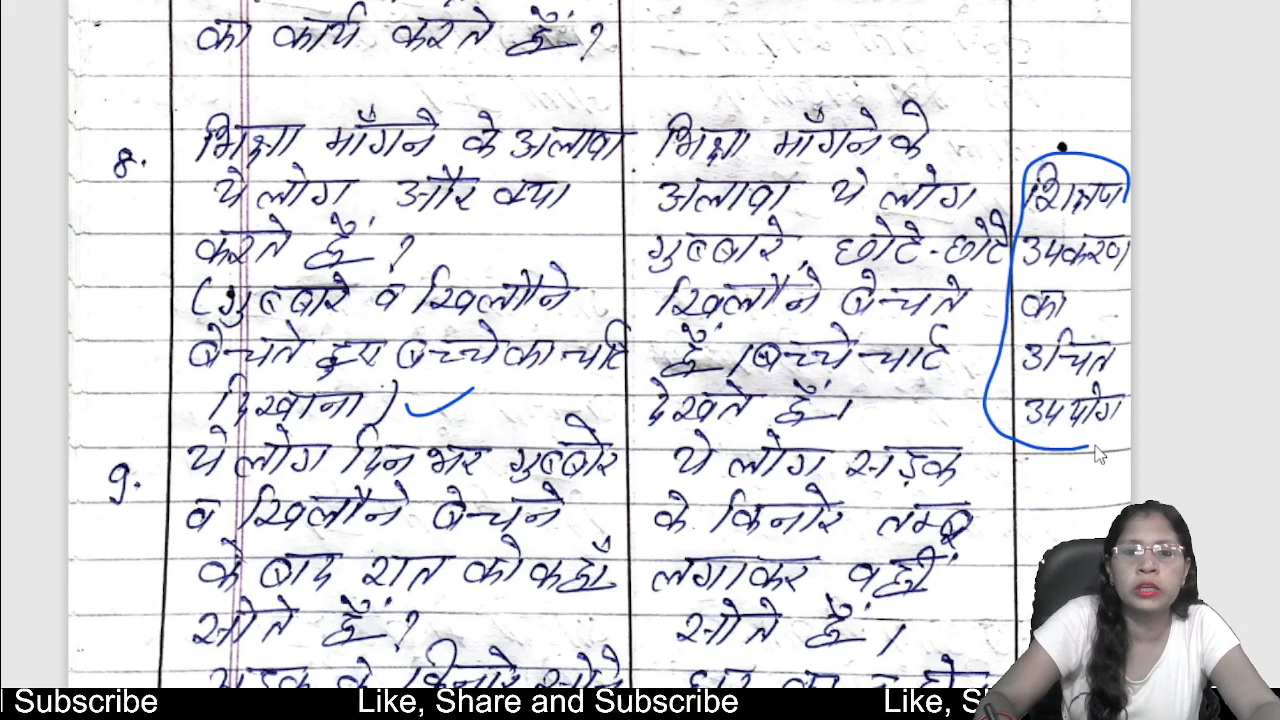 का कार्य करते हैं?
8.
भिक्षा माँगने के अलावा
ये लोग और क्या
करते हैं?
(गुब्बारे व खिलौने
बेचते हुए बच्चे का चार्ट
दिखाना)
भिक्षा माँगने के
अलावा ये लोग
गुब्बारे, छोटे-छोटे
खिलौने बेचते
हैं। बच्चे चार्ट
देखते हैं।
शिक्षण
उपकरण
का
उचित
उपयोग
9.
ये लोग दिन भर गुब्बारे
व खिलौने बेचने
के बाद रात को कहाँ
सोते हैं?
सड़क के किनारे सोने
ये लोग सड़क
के किनारे तम्बू
लगाकर वहीं
सोते हैं।
Subscribe
Like, Share and Subscribe
Like, S